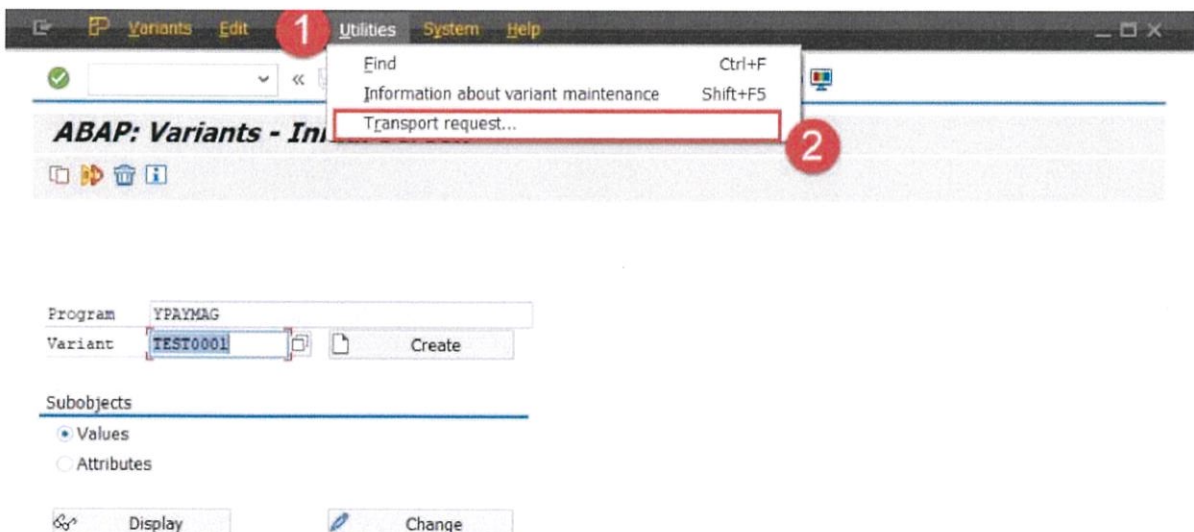 Variants Edit 1 Utilities System Help
Find Ctrl+F
Information about variant maintenance Shift+F5
Transport request...
2
ABAP: Variants - In
Program YPAYMAG
Variant TEST0001 Create
Subobjects
Values
Attributes
Display Change